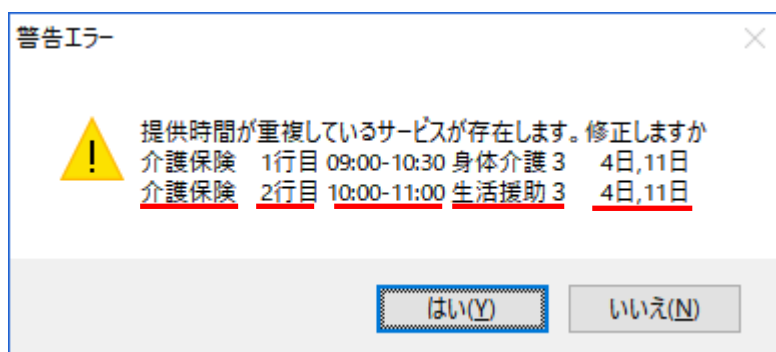 警告エラー
提供時間が重複しているサービスが存在します。修正しますか
介護保険 1行目 09:00-10:30 身体介護３ 4日,11日
介護保険 2行目 10:00-11:00 生活援助３ 4日,11日
はい(Y) いいえ(N)